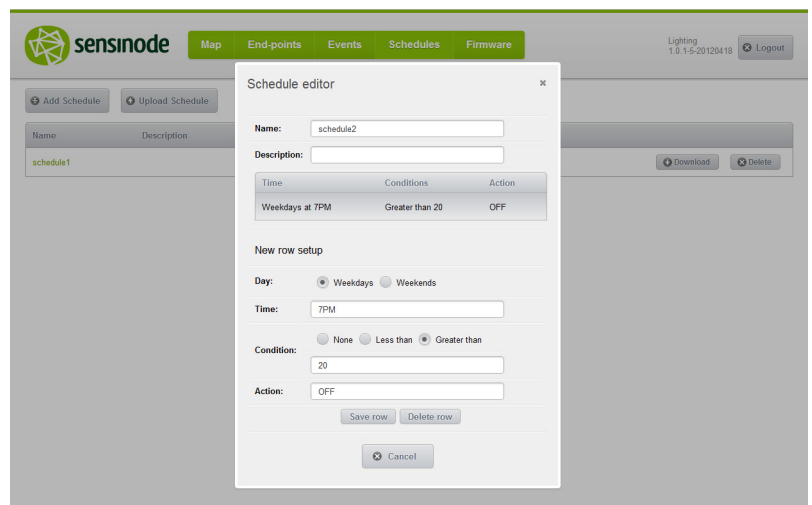 sensinode
Map End-points Events Schedules Firmware
Lighting
1.0.1-5-20120418
Logout
Add Schedule Upload Schedule
Name Description
schedule1 Download Delete
Schedule editor
Name: schedule2
Description:
Time Conditions Action
Weekdays at 7PM Greater than 20 OFF
New row setup
Day: Weekdays Weekends
Time: 7PM
Condition: None Less than Greater than
20
Action: OFF
Save row Delete row
Cancel